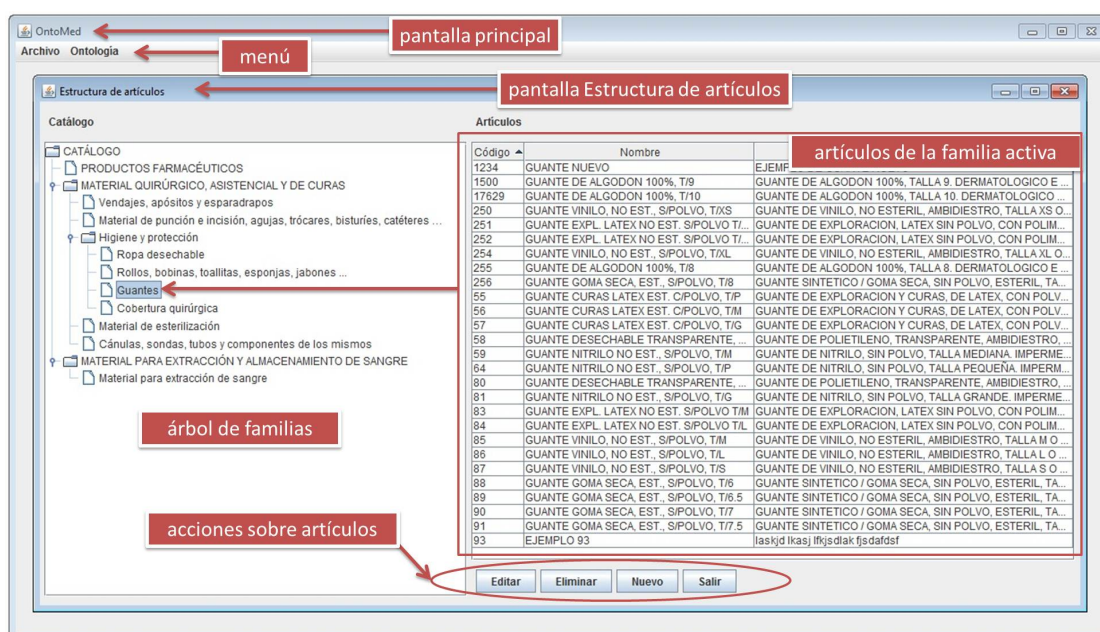 OntoMed
pantalla principal
Archivo Ontología
menú
Estructura de artículos
pantalla Estructura de artículos
Catálogo
Artículos
artículos de la familia activa
CATÁLOGO
PRODUCTOS FARMACÉUTICOS
MATERIAL QUIRÚRGICO, ASISTENCIAL Y DE CURAS
Vendajes, apósitos y esparadrapos
Material de punción e incisión, agujas, trócares, bisturíes, catéteres ...
Higiene y protección
Ropa desechable
Rollos, bobinas, toallitas, esponjas, jabones ...
Guantes
Cobertura quirúrgica
Material de esterilización
Cánulas, sondas, tubos y componentes de los mismos
MATERIAL PARA EXTRACCIÓN Y ALMACENAMIENTO DE SANGRE
Material para extracción de sangre
árbol de familias
acciones sobre artículos
Código Nombre
1234 GUANTE NUEVO
1500 GUANTE DE ALGODON 100%, T/9 GUANTE DE ALGODON 100%, TALLA 9. DERMATOLOGICO E ...
17629 GUANTE DE ALGODON 100%, T/10 GUANTE DE ALGODON 100%, TALLA 10. DERMATOLOGICO ...
250 GUANTE VINILO, NO EST., S/POLVO, T/XS GUANTE DE VINILO, NO ESTERIL, AMBIDIESTRO, TALLA XS O...
251 GUANTE EXPL. LATEX NO EST. S/POLVO T/... GUANTE DE EXPLORACION, LATEX SIN POLVO, CON POLIM...
252 GUANTE EXPL. LATEX NO EST. S/POLVO T/... GUANTE DE EXPLORACION, LATEX SIN POLVO, CON POLIM...
254 GUANTE VINILO, NO EST., S/POLVO, T/XL GUANTE DE VINILO, NO ESTERIL, AMBIDIESTRO, TALLA XL O...
255 GUANTE DE ALGODON 100%, T/8 GUANTE DE ALGODON 100%, TALLA 8. DERMATOLOGICO E ...
256 GUANTE GOMA SECA, EST., S/POLVO, T/8 GUANTE SINTETICO / GOMA SECA, SIN POLVO, ESTERIL, TA...
55 GUANTE CURAS LATEX EST. C/POLVO, T/P GUANTE DE EXPLORACION Y CURAS, DE LATEX, CON POLV...
56 GUANTE CURAS LATEX EST. C/POLVO, T/M GUANTE DE EXPLORACION Y CURAS, DE LATEX, CON POLV...
57 GUANTE CURAS LATEX EST. C/POLVO, T/G GUANTE DE EXPLORACION Y CURAS, DE LATEX, CON POLV...
58 GUANTE DESECHABLE TRANSPARENTE, ... GUANTE DE POLIETILENO, TRANSPARENTE, AMBIDIESTRO, ...
59 GUANTE NITRILO NO EST., S/POLVO, T/M GUANTE DE NITRILO, SIN POLVO, TALLA MEDIANA. IMPERME...
64 GUANTE NITRILO NO EST., S/POLVO, T/P GUANTE DE NITRILO, SIN POLVO, TALLA PEQUEÑA. IMPERM...
80 GUANTE DESECHABLE TRANSPARENTE, ... GUANTE DE POLIETILENO, TRANSPARENTE, AMBIDIESTRO, ...
81 GUANTE NITRILO NO EST., S/POLVO, T/G GUANTE DE NITRILO, SIN POLVO, TALLA GRANDE. IMPERME...
83 GUANTE EXPL. LATEX NO EST. S/POLVO T/M GUANTE DE EXPLORACION, LATEX SIN POLVO, CON POLIM...
84 GUANTE EXPL. LATEX NO EST. S/POLVO T/L GUANTE DE EXPLORACION, LATEX SIN POLVO, CON POLIM...
85 GUANTE VINILO, NO EST., S/POLVO, T/M GUANTE DE VINILO, NO ESTERIL, AMBIDIESTRO, TALLA M O ...
86 GUANTE VINILO, NO EST., S/POLVO, T/L GUANTE DE VINILO, NO ESTERIL, AMBIDIESTRO, TALLA L O ...
87 GUANTE VINILO, NO EST., S/POLVO, T/S GUANTE DE VINILO, NO ESTERIL, AMBIDIESTRO, TALLA S O ...
88 GUANTE GOMA SECA, EST., S/POLVO, T/6 GUANTE SINTETICO / GOMA SECA, SIN POLVO, ESTERIL, TA...
89 GUANTE GOMA SECA, EST., S/POLVO, T/6.5 GUANTE SINTETICO / GOMA SECA, SIN POLVO, ESTERIL, TA...
90 GUANTE GOMA SECA, EST., S/POLVO, T/7 GUANTE SINTETICO / GOMA SECA, SIN POLVO, ESTERIL, TA...
91 GUANTE GOMA SECA, EST., S/POLVO, T/7.5 GUANTE SINTETICO / GOMA SECA, SIN POLVO, ESTERIL, TA...
93 EJEMPLO 93 laskjd lkasj lfkjsdlak fjsdafdsf
Editar Eliminar Nuevo Salir